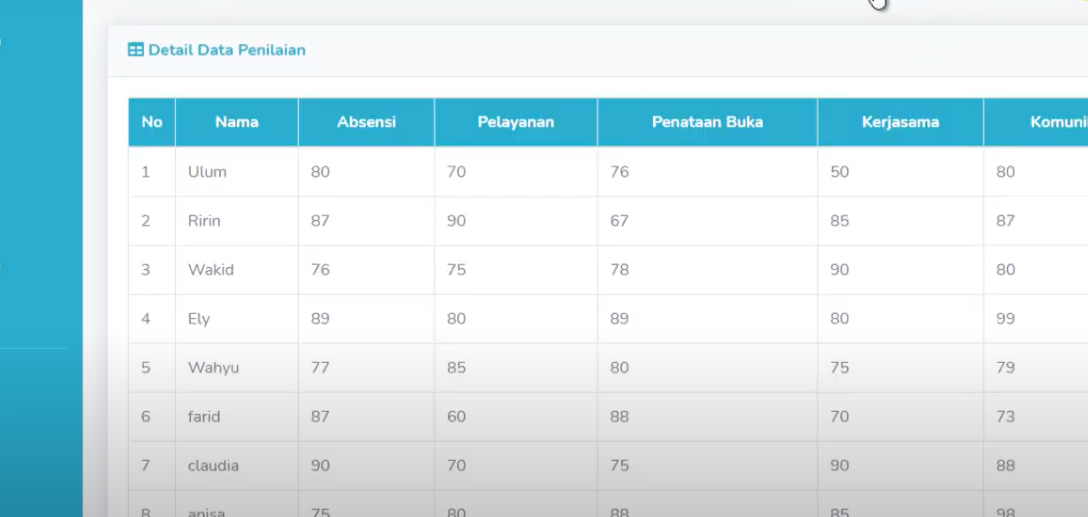 Detail Data Penilaian
No Nama Absensi Pelayanan Penataan Buka Kerjasama
1 Ulum 80 70 76 50 80
2 Ririn 87 90 67 85 87
3 Wakid 76 75 78 90 80
4 Ely 89 80 89 80 99
5 Wahyu 77 85 80 75 79
6 farid 87 60 88 70 73
7 claudia 90 70 75 90 88
8 anisa 75 80 88 85 98